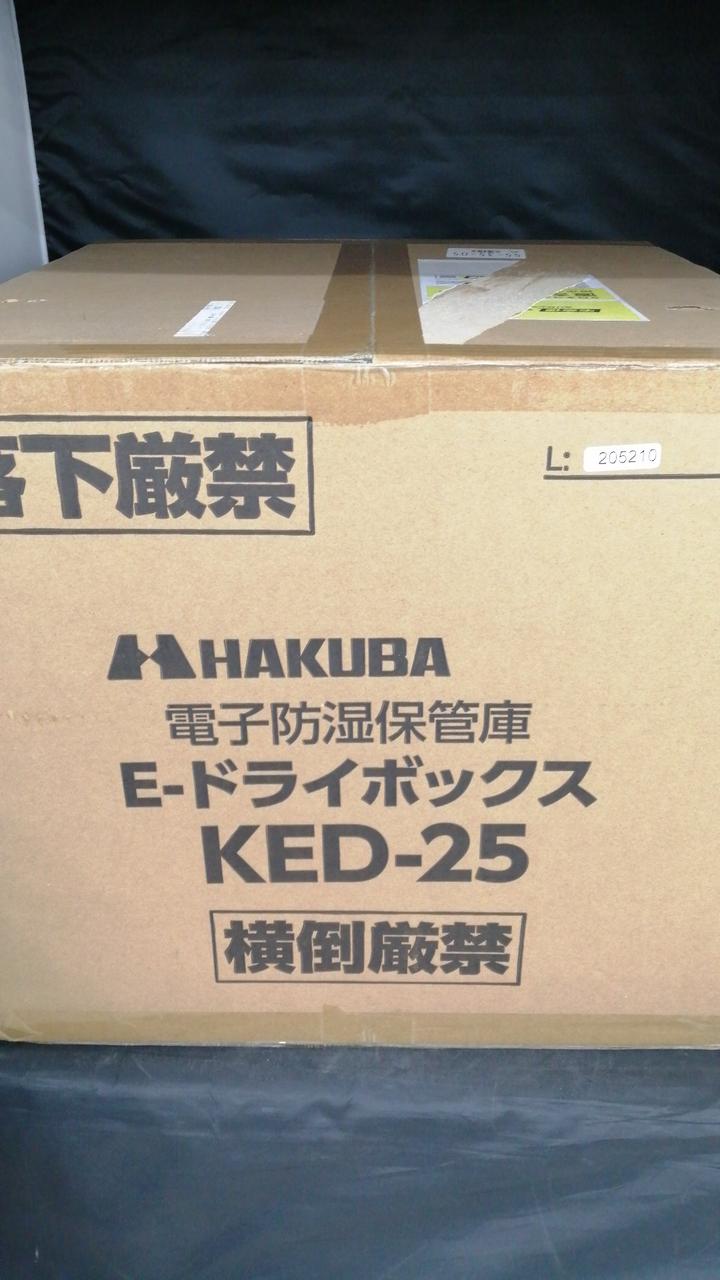 落下厳禁
L: 205210
HAKUBA
電子防湿保管庫
E-ドライボックス
KED-25
横倒厳禁